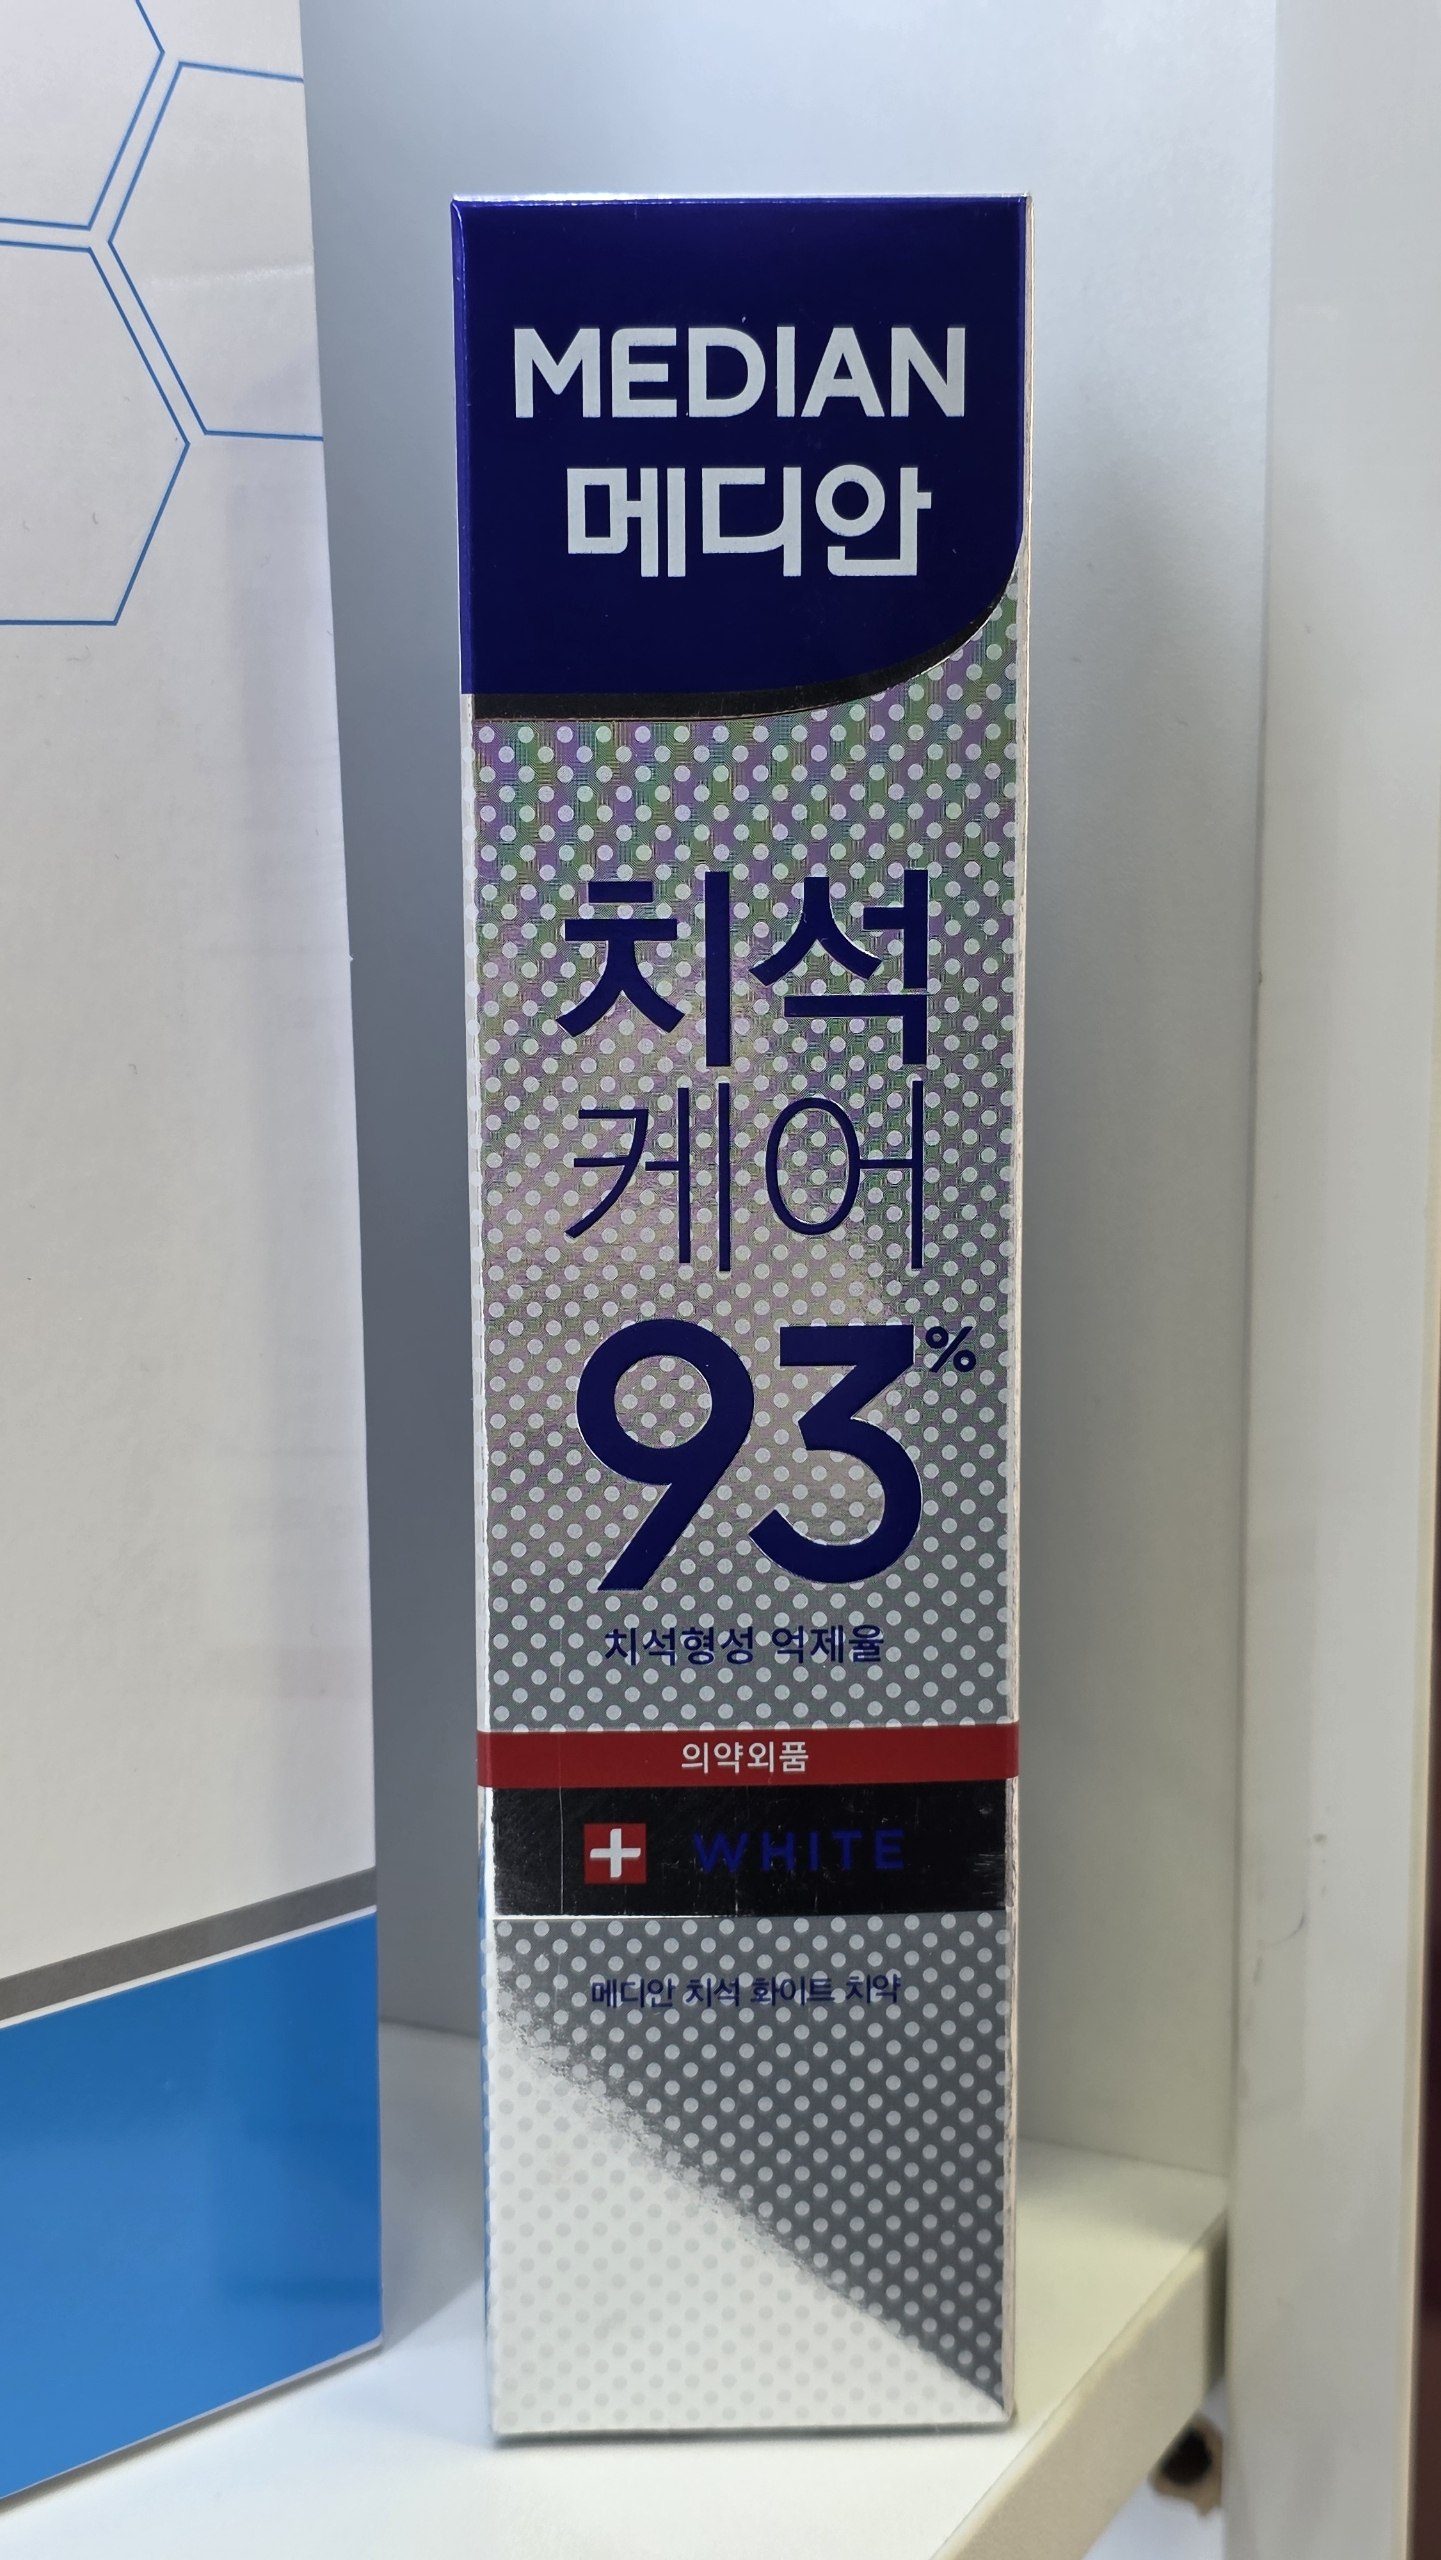 MEDIAN
메디안
치석
케어
93%
치석형성 억제율
의약외품
WHITE
메디안 치석 화이트 치약